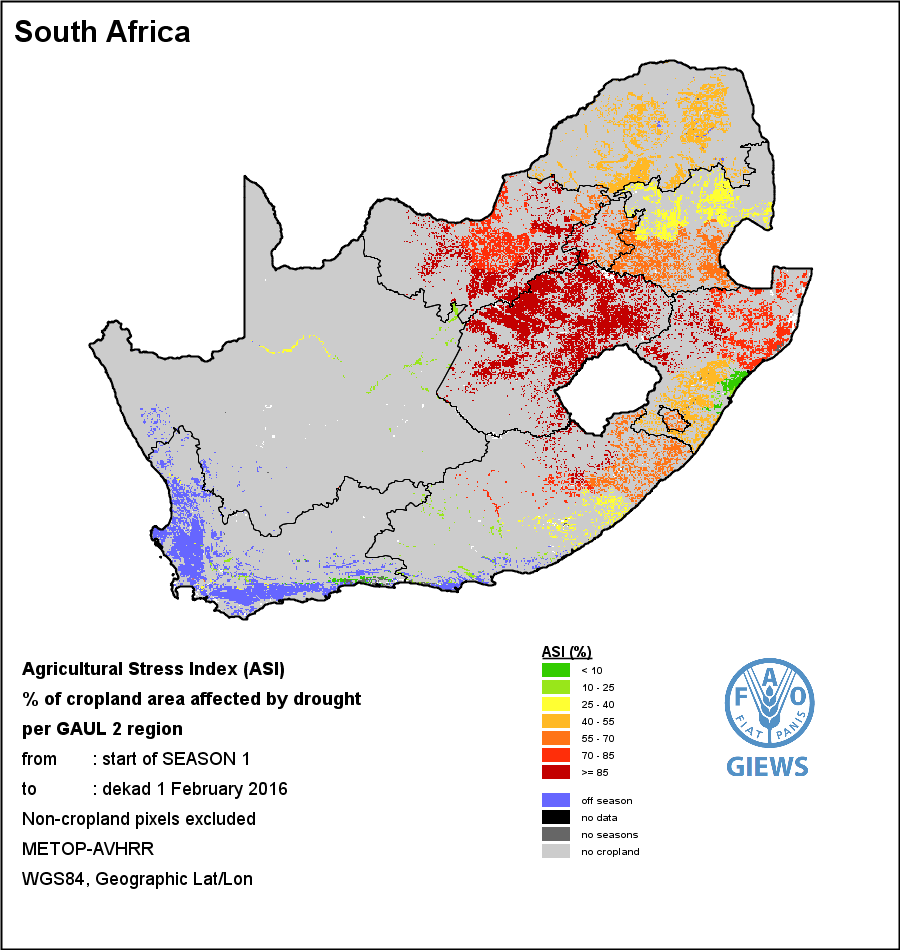 South Africa
Agricultural Stress Index (ASI)
% of cropland area affected by drought
per GAUL 2 region
from : start of SEASON 1
to : dekad 1 February 2016
Non-cropland pixels excluded
METOP-AVHRR
WGS84, Geographic Lat/Lon
ASI (%)
< 10
10 - 25
25 - 40
40 - 55
55 - 70
70 - 85
>= 85
off season
no data
no seasons
no cropland
F A O
FIAT PANIS
GIEWS